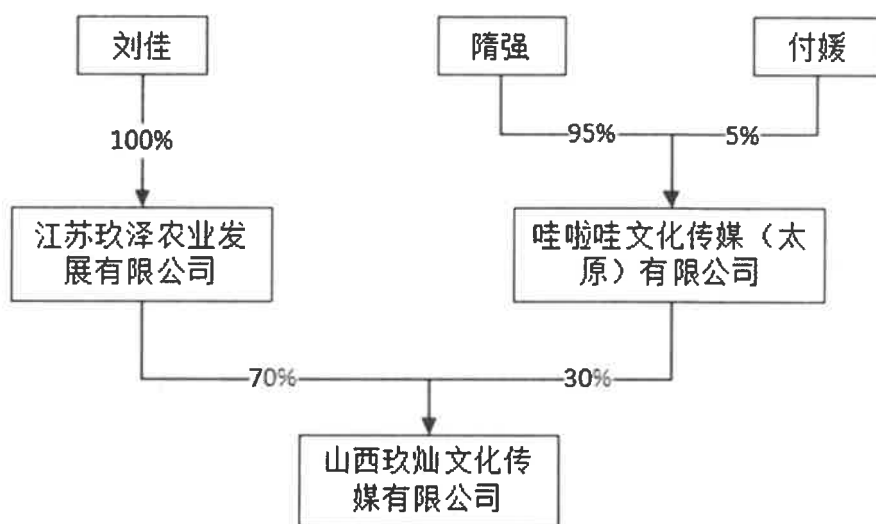 刘佳
隋强
付媛
100%
95%
5%
江苏玖泽农业发
展有限公司
哇啦哇文化传媒（太
原）有限公司
70%
30%
山西玖灿文化传
媒有限公司